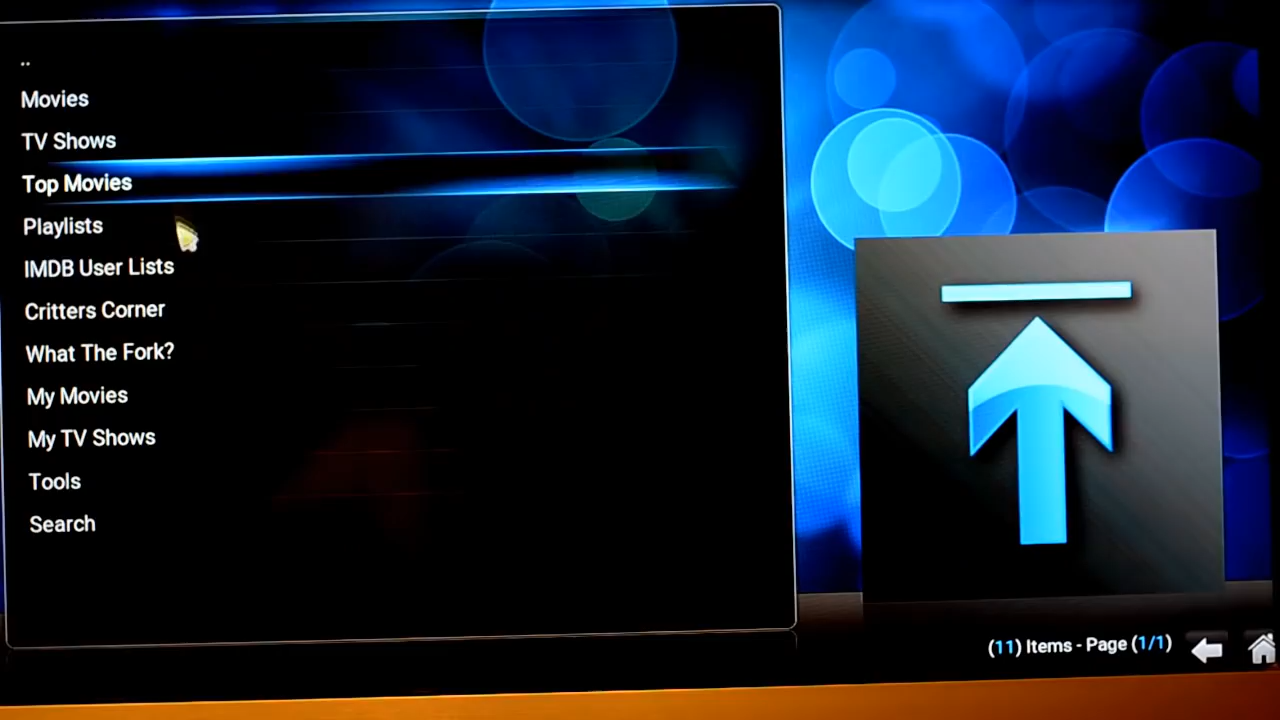 ..
Movies
TV Shows
Top Movies
Playlists
IMDB User Lists
Critters Corner
What The Fork?
My Movies
My TV Shows
Tools
Search
(11) Items - Page (1/1)